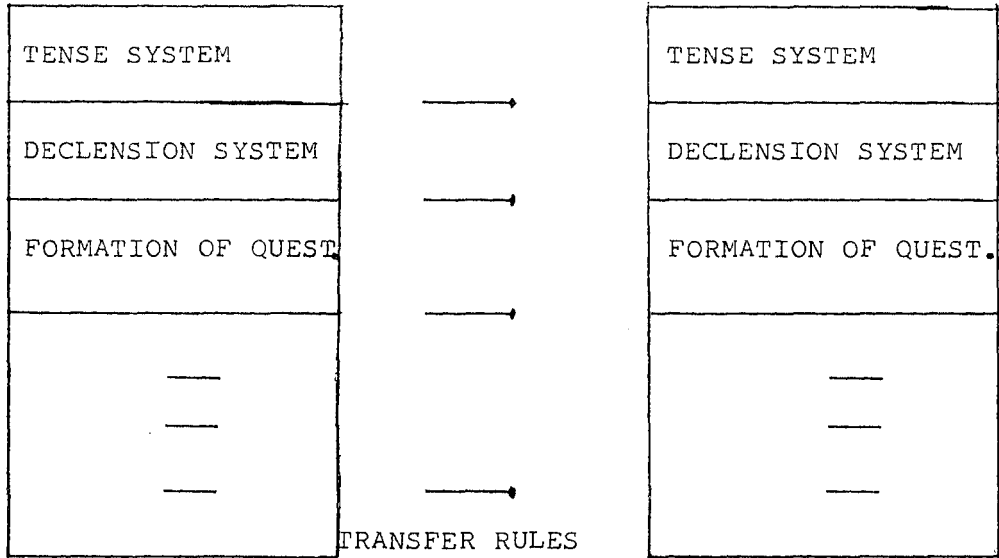 TENSE SYSTEM
DECLENSION SYSTEM
FORMATION OF QUEST.
TENSE SYSTEM
DECLENSION SYSTEM
FORMATION OF QUEST.
TRANSFER RULES